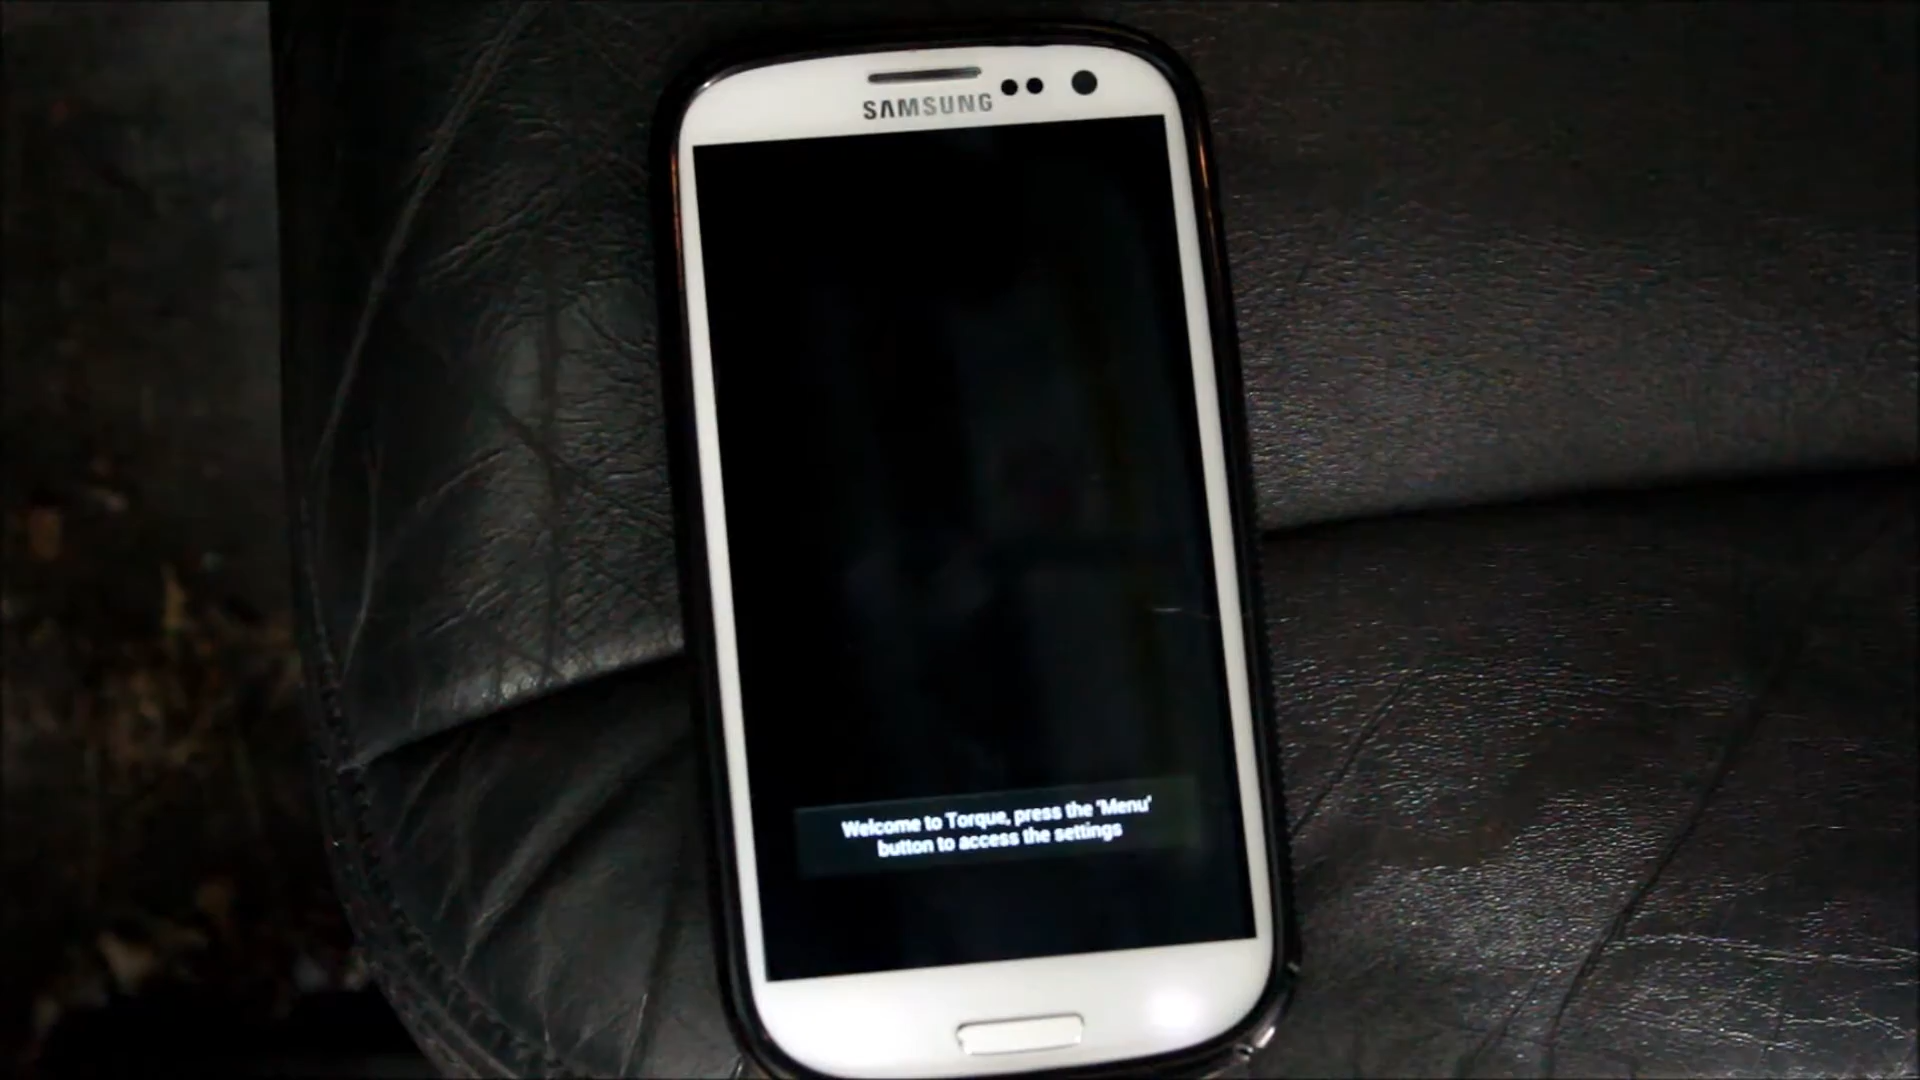 SAMSUNG
Welcome to Torque, press the 'Menu'
button to access the settings